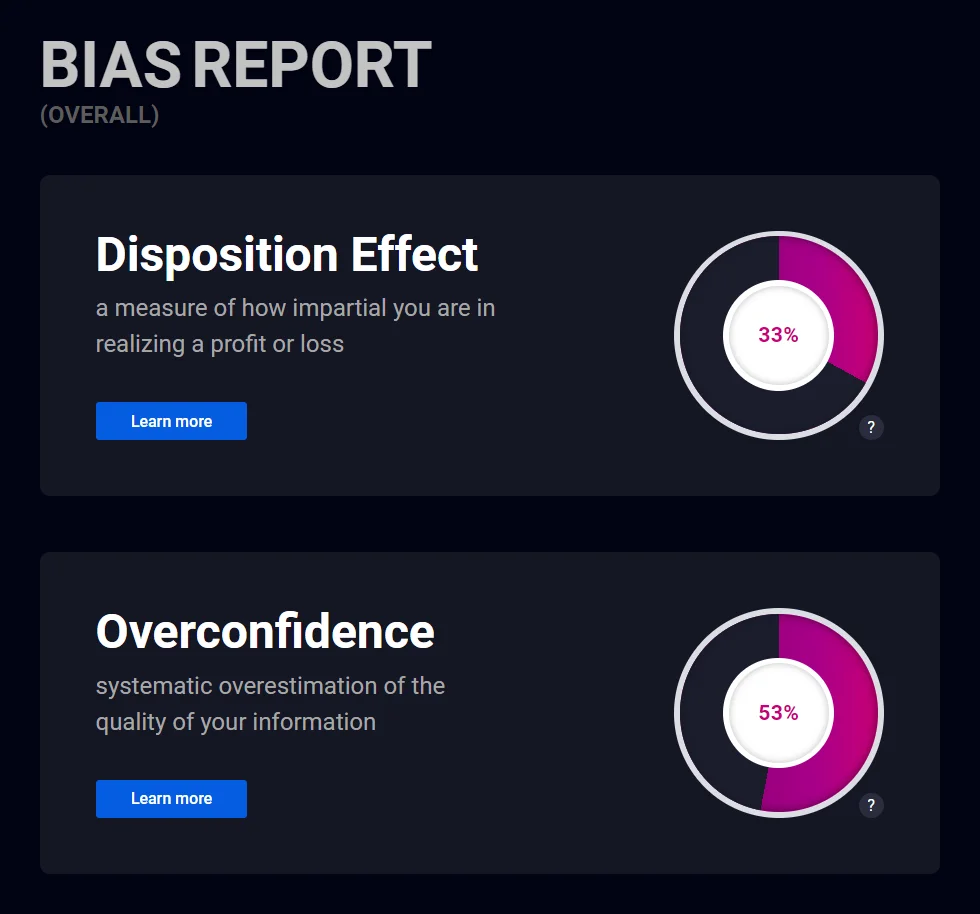 BIAS REPORT
(OVERALL)
Disposition Effect
a measure of how impartial you are in
realizing a profit or loss
Learn more
33%
?
Overconfidence
systematic overestimation of the
quality of your information
Learn more
53%
?